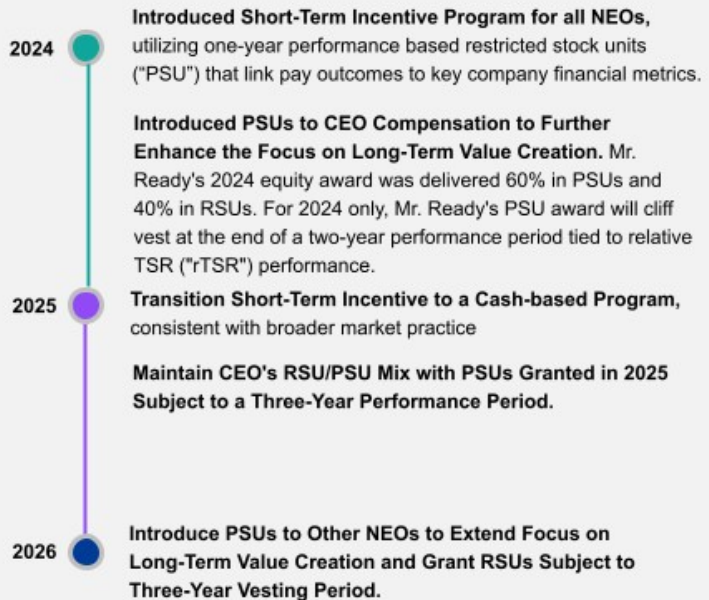 Introduced Short-Term Incentive Program for all NEOs,
2024
utilizing one-year performance based restricted stock units
("PSU") that link pay outcomes to key company financial metrics.
Introduced PSUs to CEO Compensation to Further
Enhance the Focus on Long-Term Value Creation. Mr.
Ready's 2024 equity award was delivered 60% in PSUs and
40% in RSUs. For 2024 only, Mr. Ready's PSU award will cliff
vest at the end of a two-year performance period tied to relative
TSR ("rTSR") performance.
2025
Transition Short-Term Incentive to a Cash-based Program,
consistent with broader market practice
Maintain CEO's RSU/PSU Mix with PSUs Granted in 2025
Subject to a Three-Year Performance Period.
2026
Introduce PSUs to Other NEOs to Extend Focus on
Long-Term Value Creation and Grant RSUs Subject to
Three-Year Vesting Period.